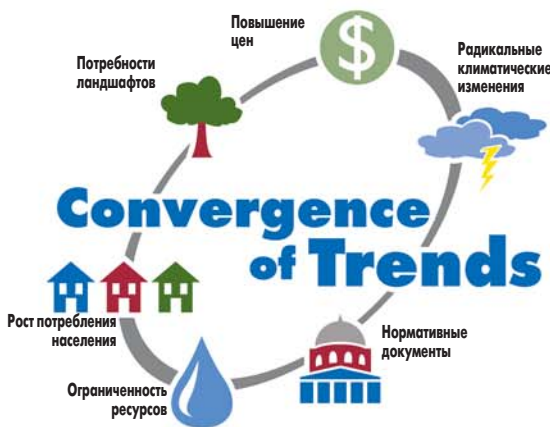 Повышение
цен
$
Потребности
ландшафтов
Радикальные
климатические
изменения
Convergence
of Trends
Рост потребления
населения
Нормативные
документы
Ограниченность
ресурсов